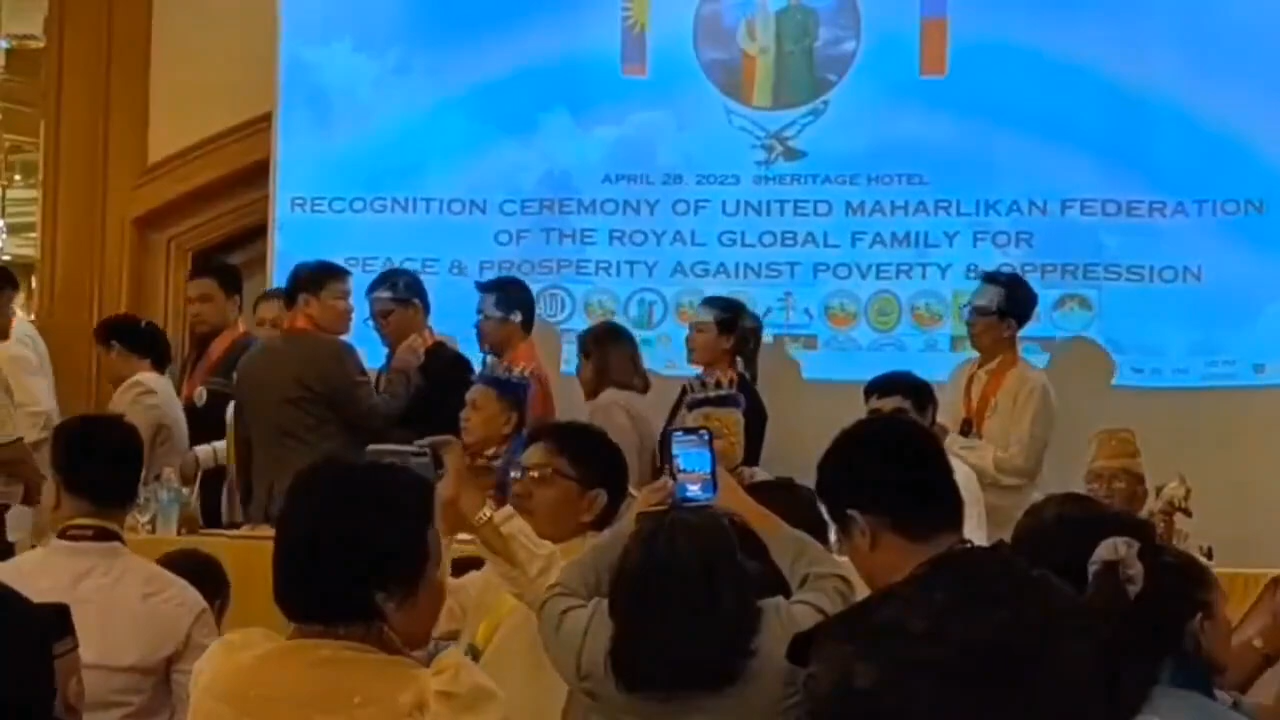 APRIL 28, 2023 @HERITAGE HOTEL
RECOGNITION CEREMONY OF UNITED MAHARLIKAN FEDERATION
OF THE ROYAL GLOBAL FAMILY FOR
PEACE & PROSPERITY AGAINST POVERTY & OPPRESSION